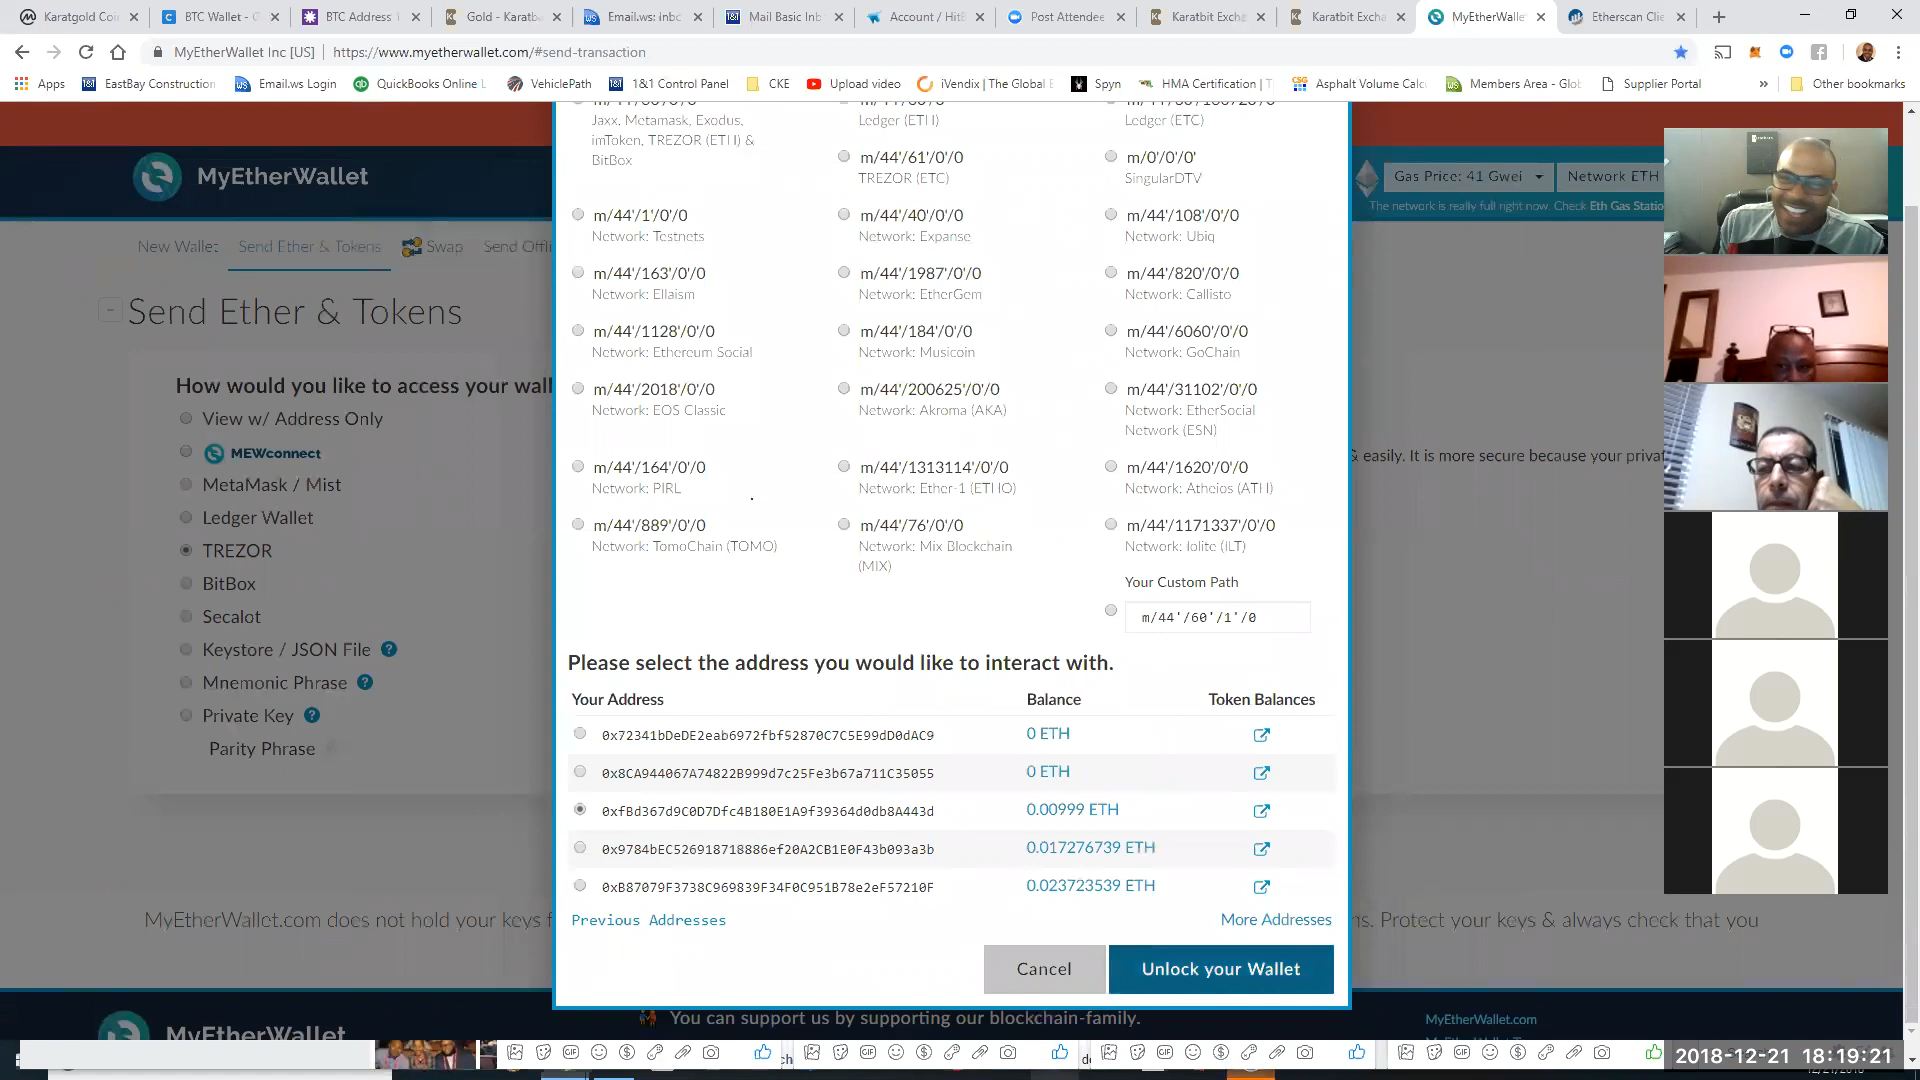 Karatgold Coi
BTC Wallet - 
BTC Address
Gold - Karatb
Email.ws: Inb
Mail Basic Inb
Account / Hit
Post Attendee
Karatbit Exch
Karatbit Exch
MyEtherWalle
Etherscan Clie
MyEtherWallet Inc [US] | https://www.myetherwallet.com/#send-transaction
Apps
EastBay Construction
Email.ws Login
QuickBooks Online L
VehiclePath
1&1 Control Panel
CKE
Upload video
iVendix | The Global
Spyn
HMA Certification | T
Asphalt Volume Calc
Members Area - Glob
Supplier Portal
»
Other bookmarks
MyEtherWallet
Gas Price: 41 Gwei
Network ETH
The network is really full right now. Check Eth Gas Statio
New Wallet
Send Ether & Tokens
Swap
Send Offli
Send Ether & Tokens
How would you like to access your wall
View w/ Address Only
MEWconnect
MetaMask / Mist
Ledger Wallet
TREZOR
BitBox
Secalot
Keystore / JSON File
Mnemonic Phrase
Private Key
Parity Phrase
Jaxx, Metamask, Exodus,
imToken, TREZOR (ETH) &
BitBox
Ledger (ETH)
Ledger (ETC)
m/44'/61'/0'/0
TREZOR (ETC)
m/0'/0'/0'
SingularDTV
m/44'/1'/0'/0
Network: Testnets
m/44'/40'/0'/0
Network: Expanse
m/44'/108'/0'/0
Network: Ubiq
m/44'/163'/0'/0
Network: Ellaism
m/44'/1987'/0'/0
Network: EtherGem
m/44'/820'/0'/0
Network: Callisto
m/44'/1128'/0'/0
Network: Ethereum Social
m/44'/184'/0'/0
Network: Musicoin
m/44'/6060'/0'/0
Network: GoChain
m/44'/2018'/0'/0
Network: EOS Classic
m/44'/200625'/0'/0
Network: Akroma (AKA)
m/44'/31102'/0'/0
Network: EtherSocial
Network (ESN)
m/44'/164'/0'/0
Network: PIRL
m/44'/1313114'/0'/0
Network: Ether-1 (ETHO)
m/44'/1620'/0'/0
Network: Atheios (ATH)
m/44'/889'/0'/0
Network: TomoChain (TOMO)
m/44'/76'/0'/0
Network: Mix Blockchain
(MIX)
m/44'/1171337'/0'/0
Network: Iolite (ILT)
Your Custom Path
m/44'/60'/1'/0
& easily. It is more secure because your privat
Please select the address you would like to interact with.
Your Address Balance Token Balances
0x72341bDeDE2eab6972fbf52870C7C5E99dD0dAC9 0 ETH
0x8CA944067A74822B999d7c25Fe3b67a711C35055 0 ETH
0xfBd367d9C0D7Dfc4B180E1A9f39364d0db8A443d 0.00999 ETH
0x9784bEC526918718886ef20A2CB1E0F43b093a3b 0.017276739 ETH
0xB87079F3738C969839F34F0C951B78e2eF57210F 0.023723539 ETH
Previous Addresses More Addresses
Cancel
Unlock your Wallet
MyEtherWallet.com does not hold your keys f
ns. Protect your keys & always check that you
MyEtherWallet
You can support us by supporting our blockchain-family.
MyEtherWallet.com
2018-12-21 18:19:21